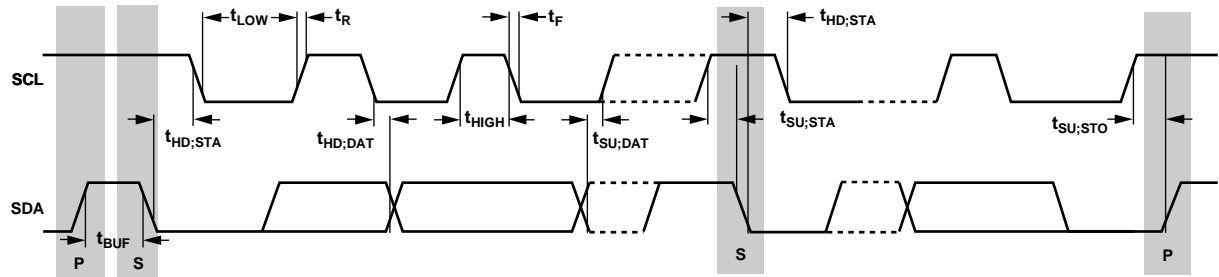 tLOW tR tF tHD;STA
SCL
tHD;STA tHD;DAT tHIGH tSU;DAT tSU;STA tSU;STO
SDA
tBUF
P S S P